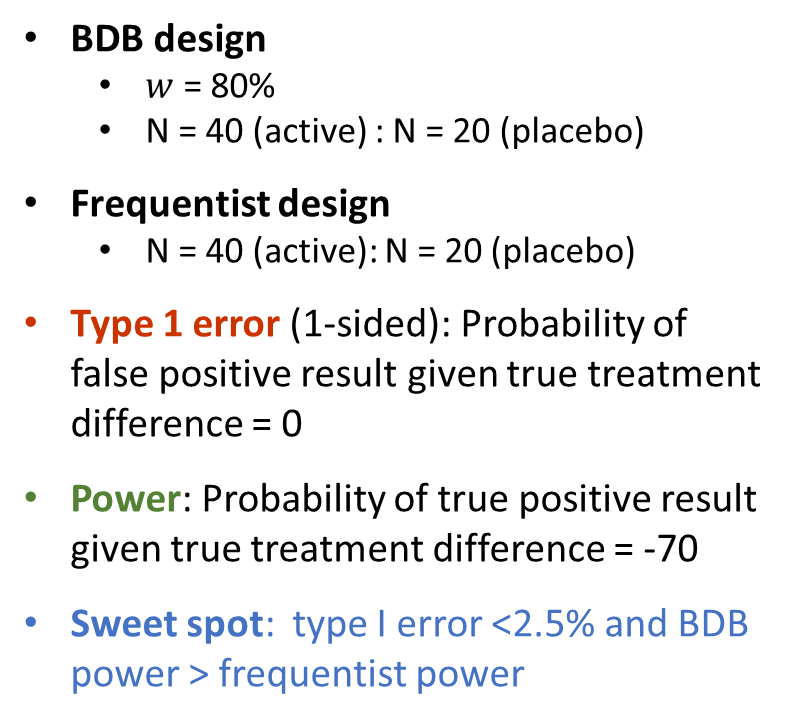 • BDB design
• w = 80%
• N = 40 (active) : N = 20 (placebo)
• Frequentist design
• N = 40 (active): N = 20 (placebo)
• Type 1 error (1-sided): Probability of
false positive result given true treatment
difference = 0
• Power: Probability of true positive result
given true treatment difference = -70
• Sweet spot:  type I error <2.5% and BDB
power > frequentist power